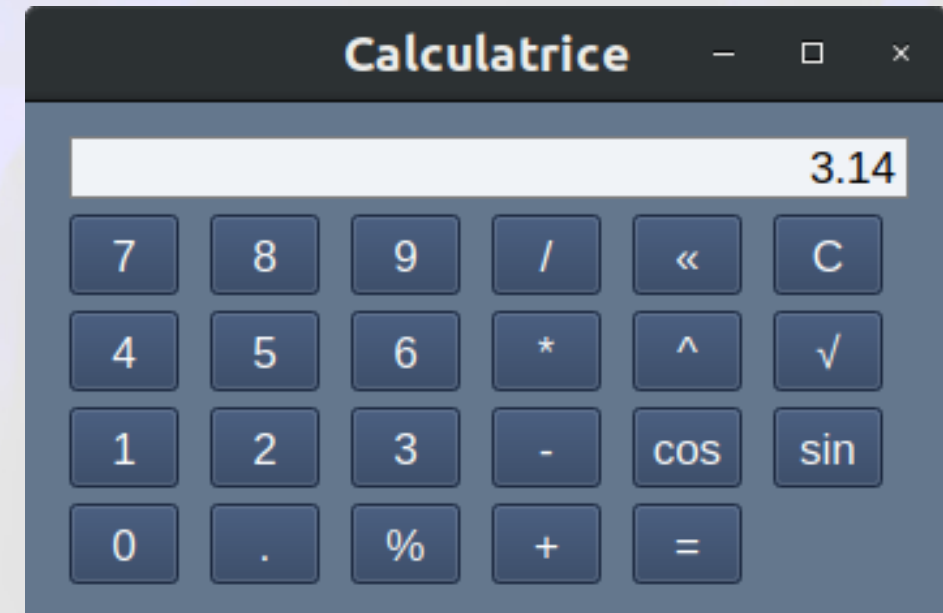 Calculatrice
3.14
7 8 9 / « C
4 5 6 * ^ √
1 2 3 - cos sin
0 . % + =